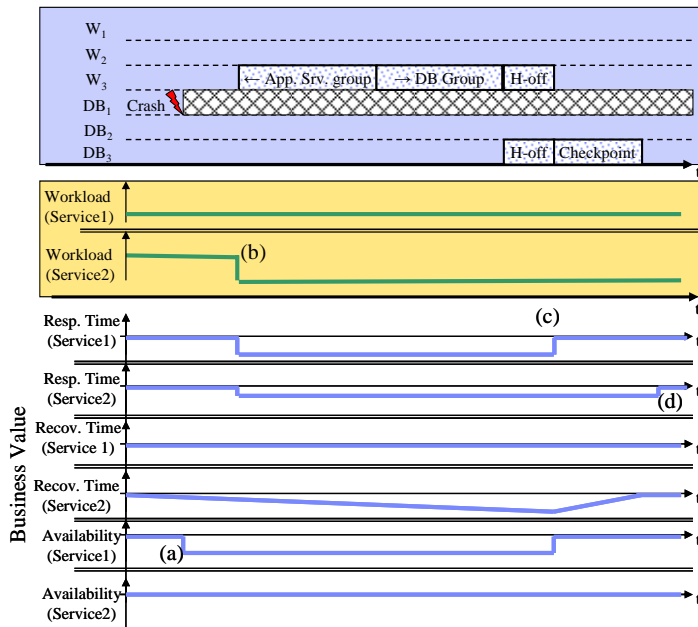 W1
W2
W3
← App. Srv. group
→ DB Group
H-off
Crash
DB1
DB2
DB3
H-off
Checkpoint
t
Workload
(Service1)
Workload
(Service2)
(b)
t
Resp. Time
(Service1)
(c)
t
Resp. Time
(Service2)
(d)
t
Recov. Time
(Service 1)
t
Recov. Time
(Service2)
t
Availability
(Service1)
(a)
t
Availability
(Service2)
t
Business Value